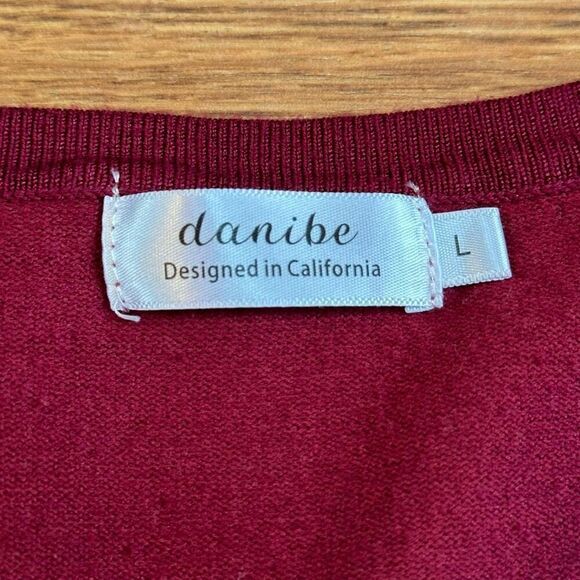 danibe
Designed in California
L